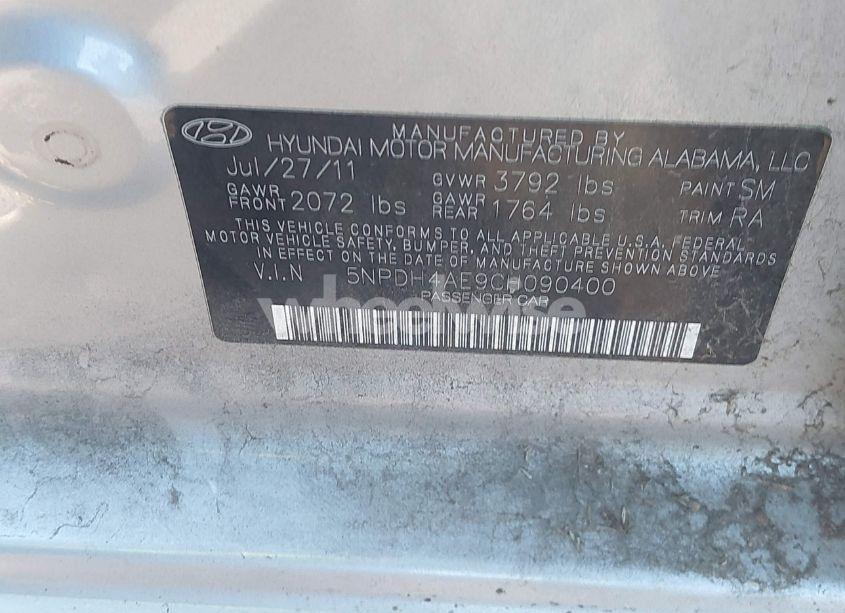 MANUFACTURED BY
HYUNDAI MOTOR MANUFACTURING ALABAMA, LLC
Jul/27/11 GVWR 3792 lbs PAINT SM
GAWR FRONT 2072 lbs GAWR REAR 1764 lbs TRIM RA
THIS VEHICLE CONFORMS TO ALL APPLICABLE U.S.A. FEDERAL
MOTOR VEHICLE SAFETY, BUMPER, AND THEFT PREVENTION STANDARDS
IN EFFECT ON THE DATE OF MANUFACTURE SHOWN ABOVE
V.I.N 5NPDH4AE9CH090400
PASSENGER CAR
wheelwise